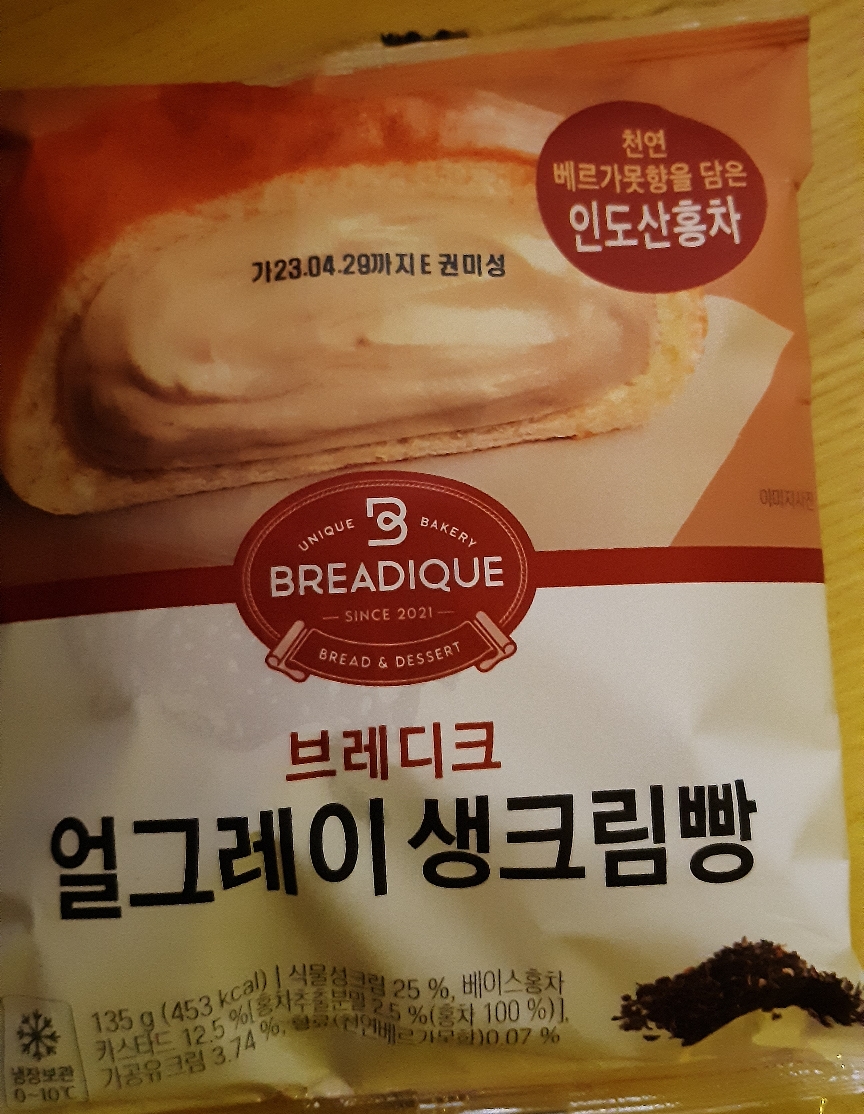 천연
베르가못향을 담은
인도산홍차
가23.04.29까지E 권미성
이미지사진
UNIQUE BAKERY
BREADIQUE
SINCE 2021
BREAD & DESSERT
브레디크
얼그레이 생크림빵
135 g (453 kcal) | 식물성크림 25 %, 베이스홍차
카스타드 12.5 %[홍차추출분말 2.5 %(홍차 100 %)],
가공유크림 3.74 %, 향료(천연베르가못향)0.07 %
냉장보관
0~10℃